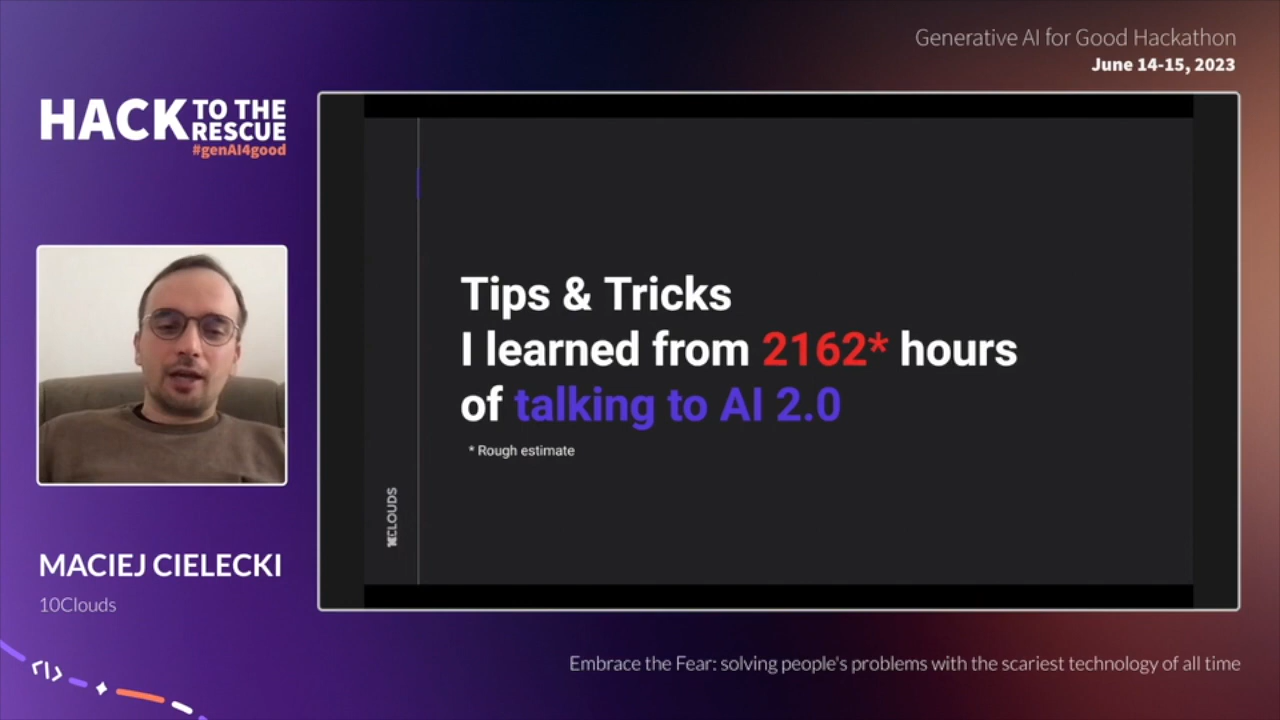 Generative AI for Good Hackathon
June 14-15, 2023
HACK TO THE
RESCUE
#genAI4good
Tips & Tricks
I learned from 2162* hours
of talking to AI 2.0
* Rough estimate
10CLOUDS
MACIEJ CIELECKI
10Clouds
Embrace the Fear: solving people's problems with the scariest technology of all time